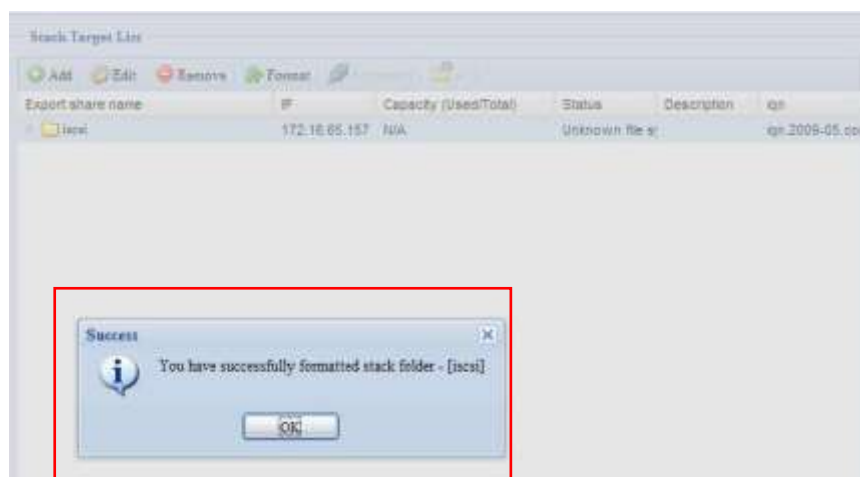 Stack Target List
Add Edit Remove Format
Export share name IP Capacity (Used/Total) Status Description iqn
iscsi 172.16.65.157 N/A Unknown file sy iqn.2009-05.co
Success
You have successfully formatted stack folder - [iscsi]
OK